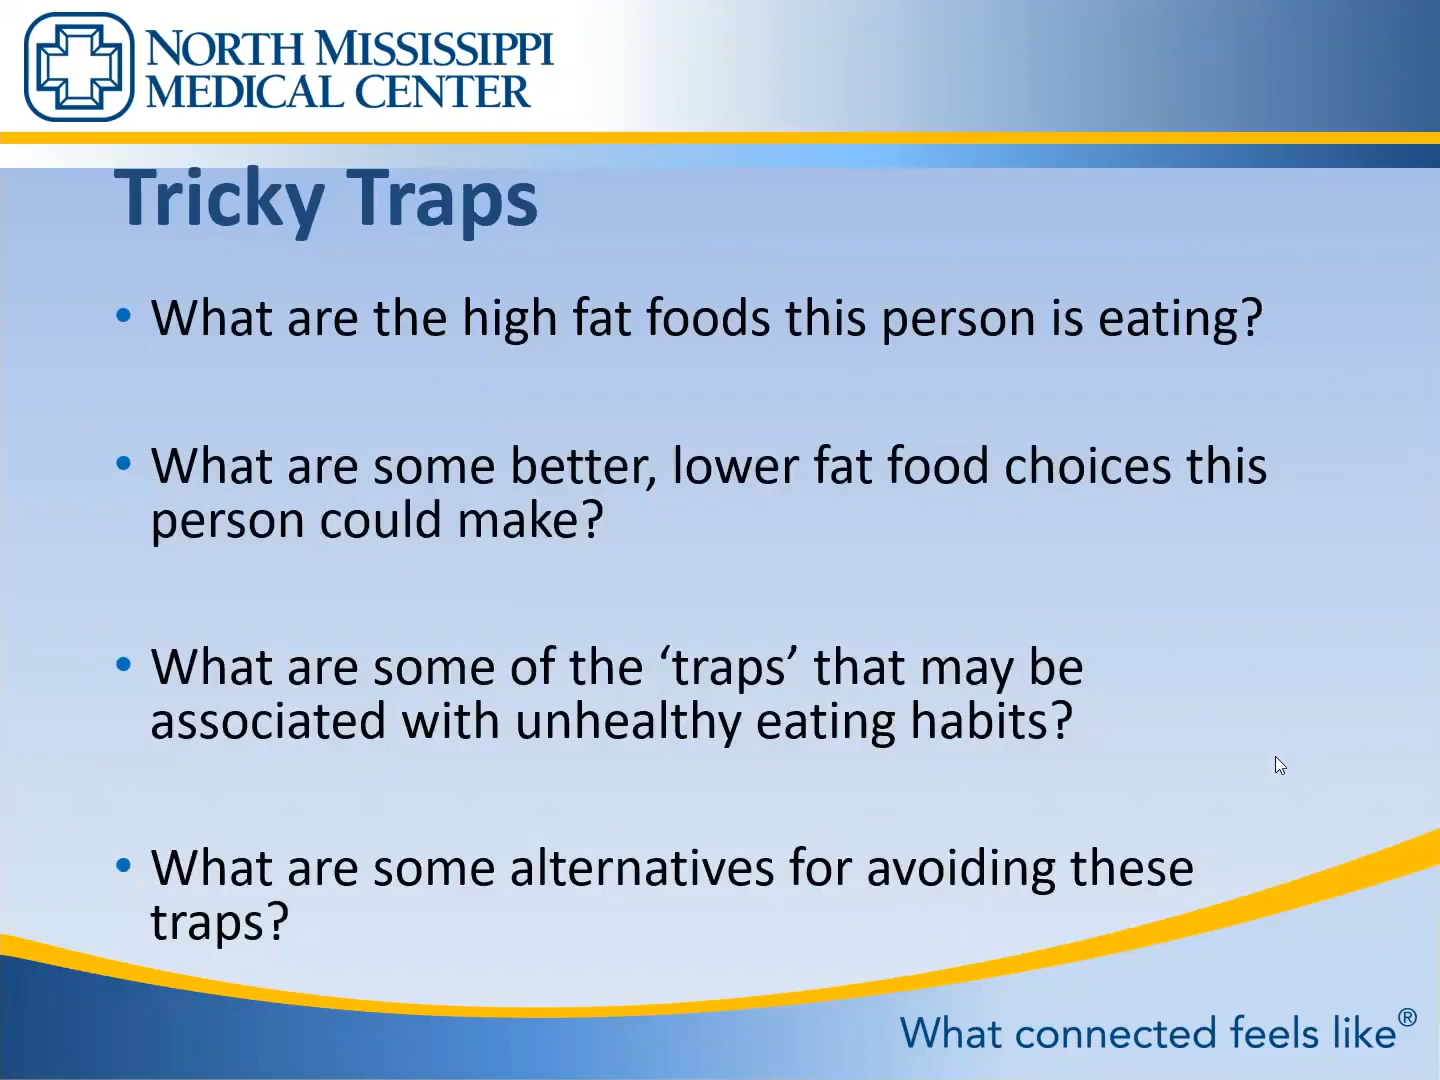 NORTH MISSISSIPPI
MEDICAL CENTER
Tricky Traps
• What are the high fat foods this person is eating?
• What are some better, lower fat food choices this
person could make?
• What are some of the ‘traps’ that may be
associated with unhealthy eating habits?
• What are some alternatives for avoiding these
traps?
What connected feels like®